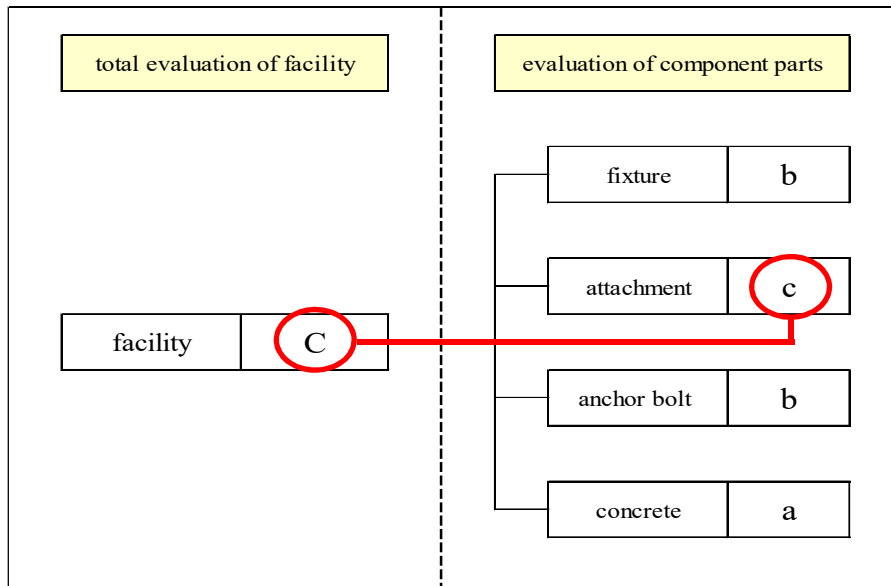 total evaluation of facility
evaluation of component parts
fixture b
attachment c
facility C
anchor bolt b
concrete a